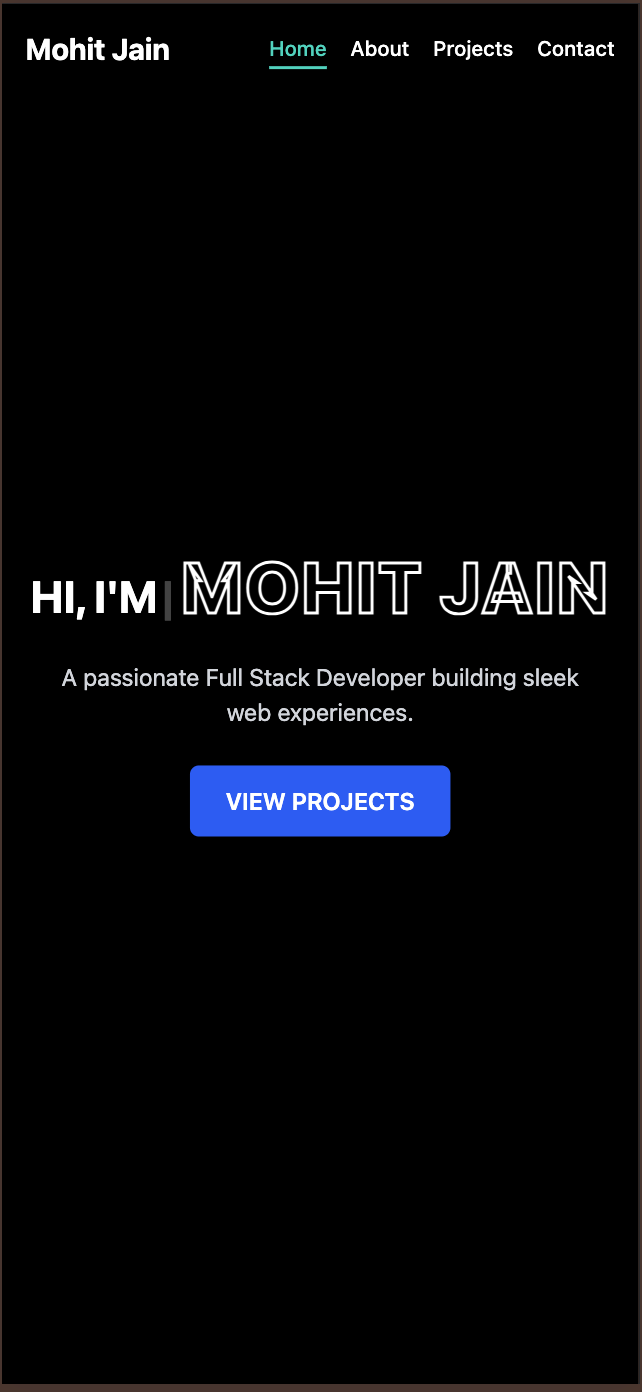 Mohit Jain Home About Projects Contact
HI, I'M MOHIT JAIN
A passionate Full Stack Developer building sleek
web experiences.
VIEW PROJECTS